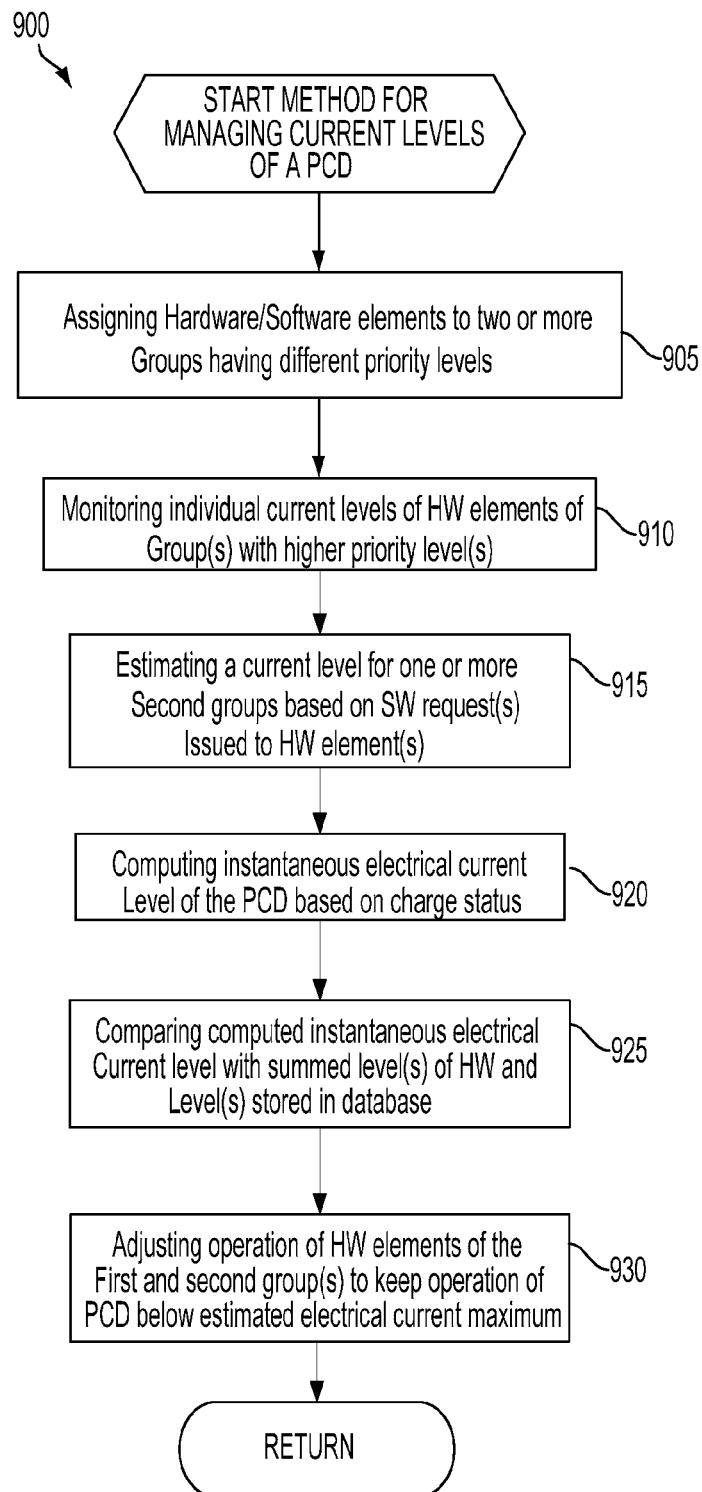 900
START METHOD FOR
MANAGING CURRENT LEVELS
OF A PCD
Assigning Hardware/Software elements to two or more
Groups having different priority levels
905
Monitoring individual current levels of HW elements of
Group(s) with higher priority level(s)
910
Estimating a current level for one or more
Second groups based on SW request(s)
Issued to HW element(s)
915
Computing instantaneous electrical current
Level of the PCD based on charge status
920
Comparing computed instantaneous electrical
Current level with summed level(s) of HW and
Level(s) stored in database
925
Adjusting operation of HW elements of the
First and second group(s) to keep operation of
PCD below estimated electrical current maximum
930
RETURN